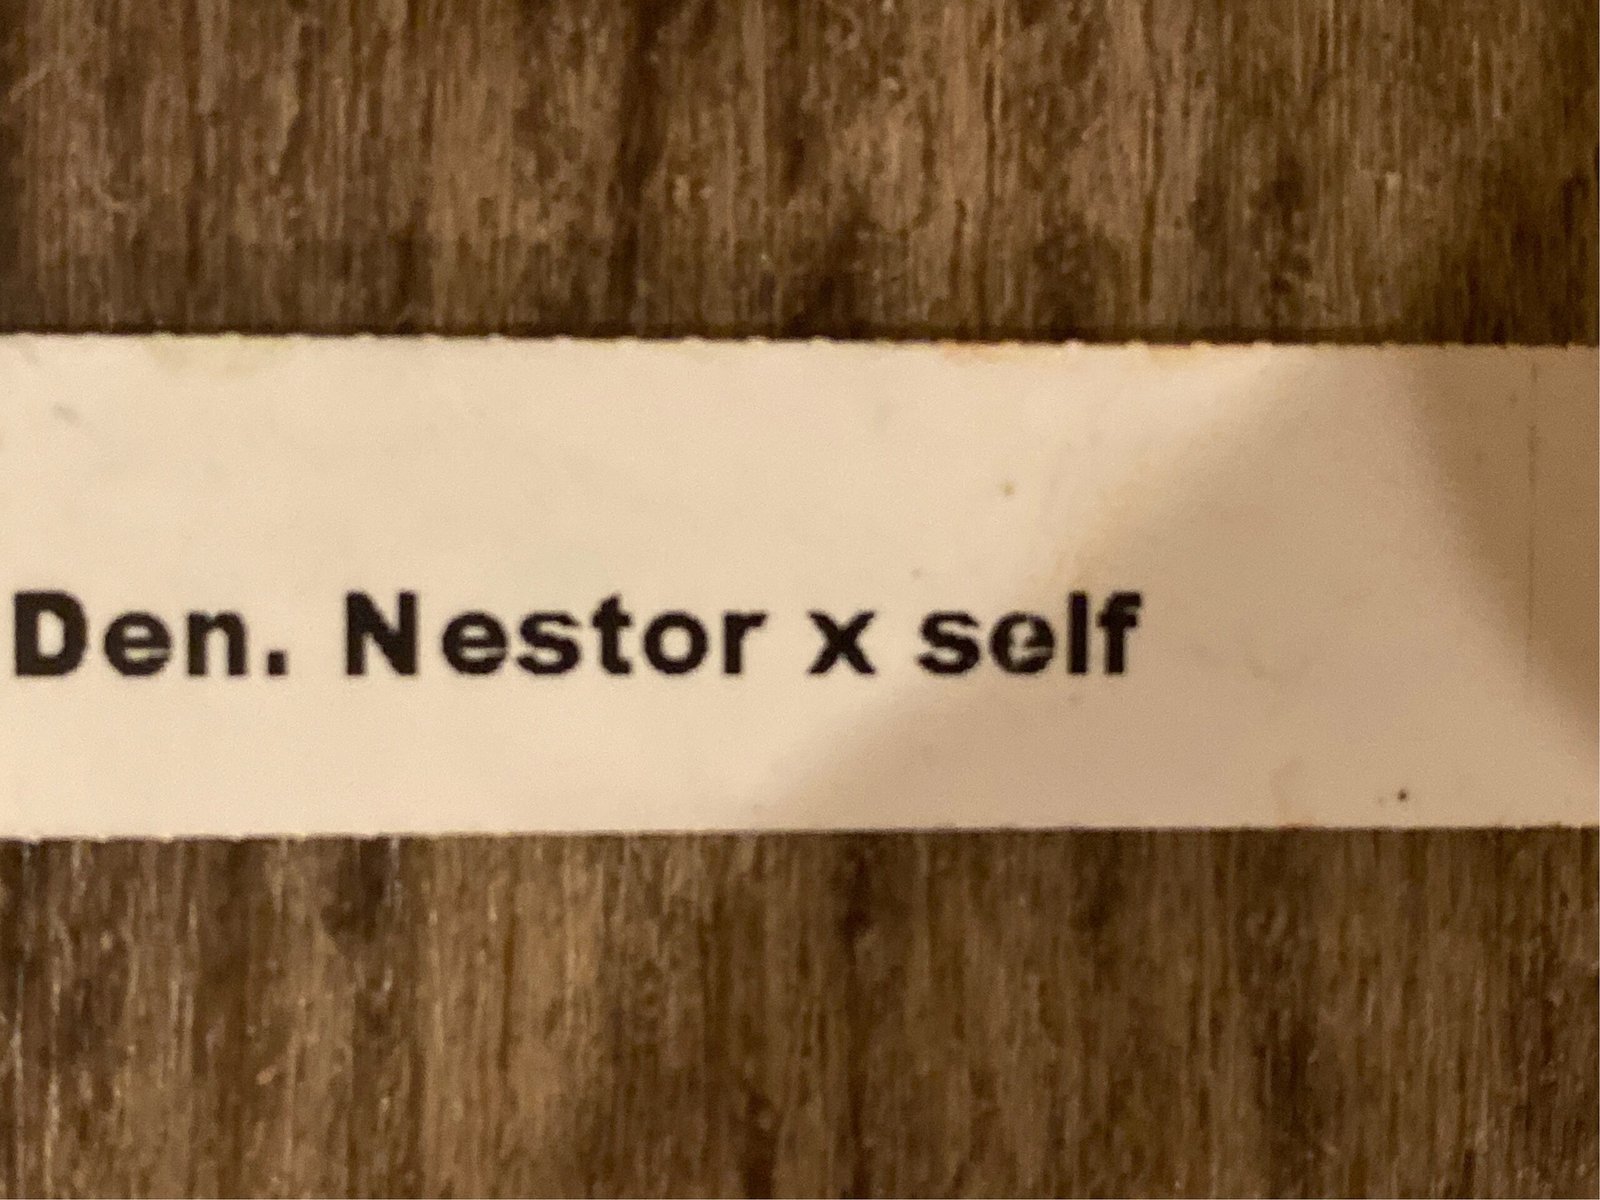 Den. Nestor x self